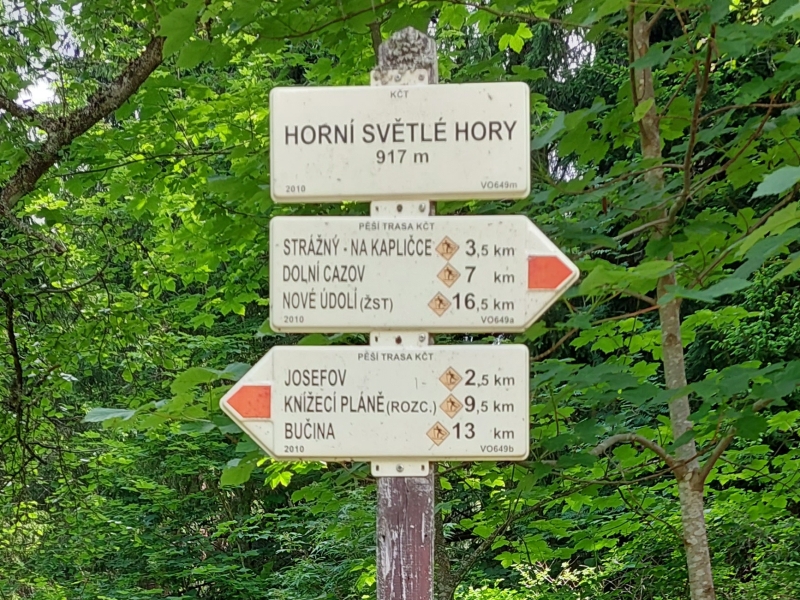 KČT
HORNÍ SVĚTLÉ HORY
917 m
2010 VO649m
PĚŠÍ TRASA KČT
STRÁŽNÝ - NA KAPLIČCE 3,5 km
DOLNÍ CAZOV 7 km
NOVÉ ÚDOLÍ (ŽST) 16,5 km
2010 VO649a
PĚŠÍ TRASA KČT
JOSEFOV 2,5 km
KNÍŽECÍ PLÁNĚ (ROZC.) 9,5 km
BUČINA 13 km
2010 VO649b